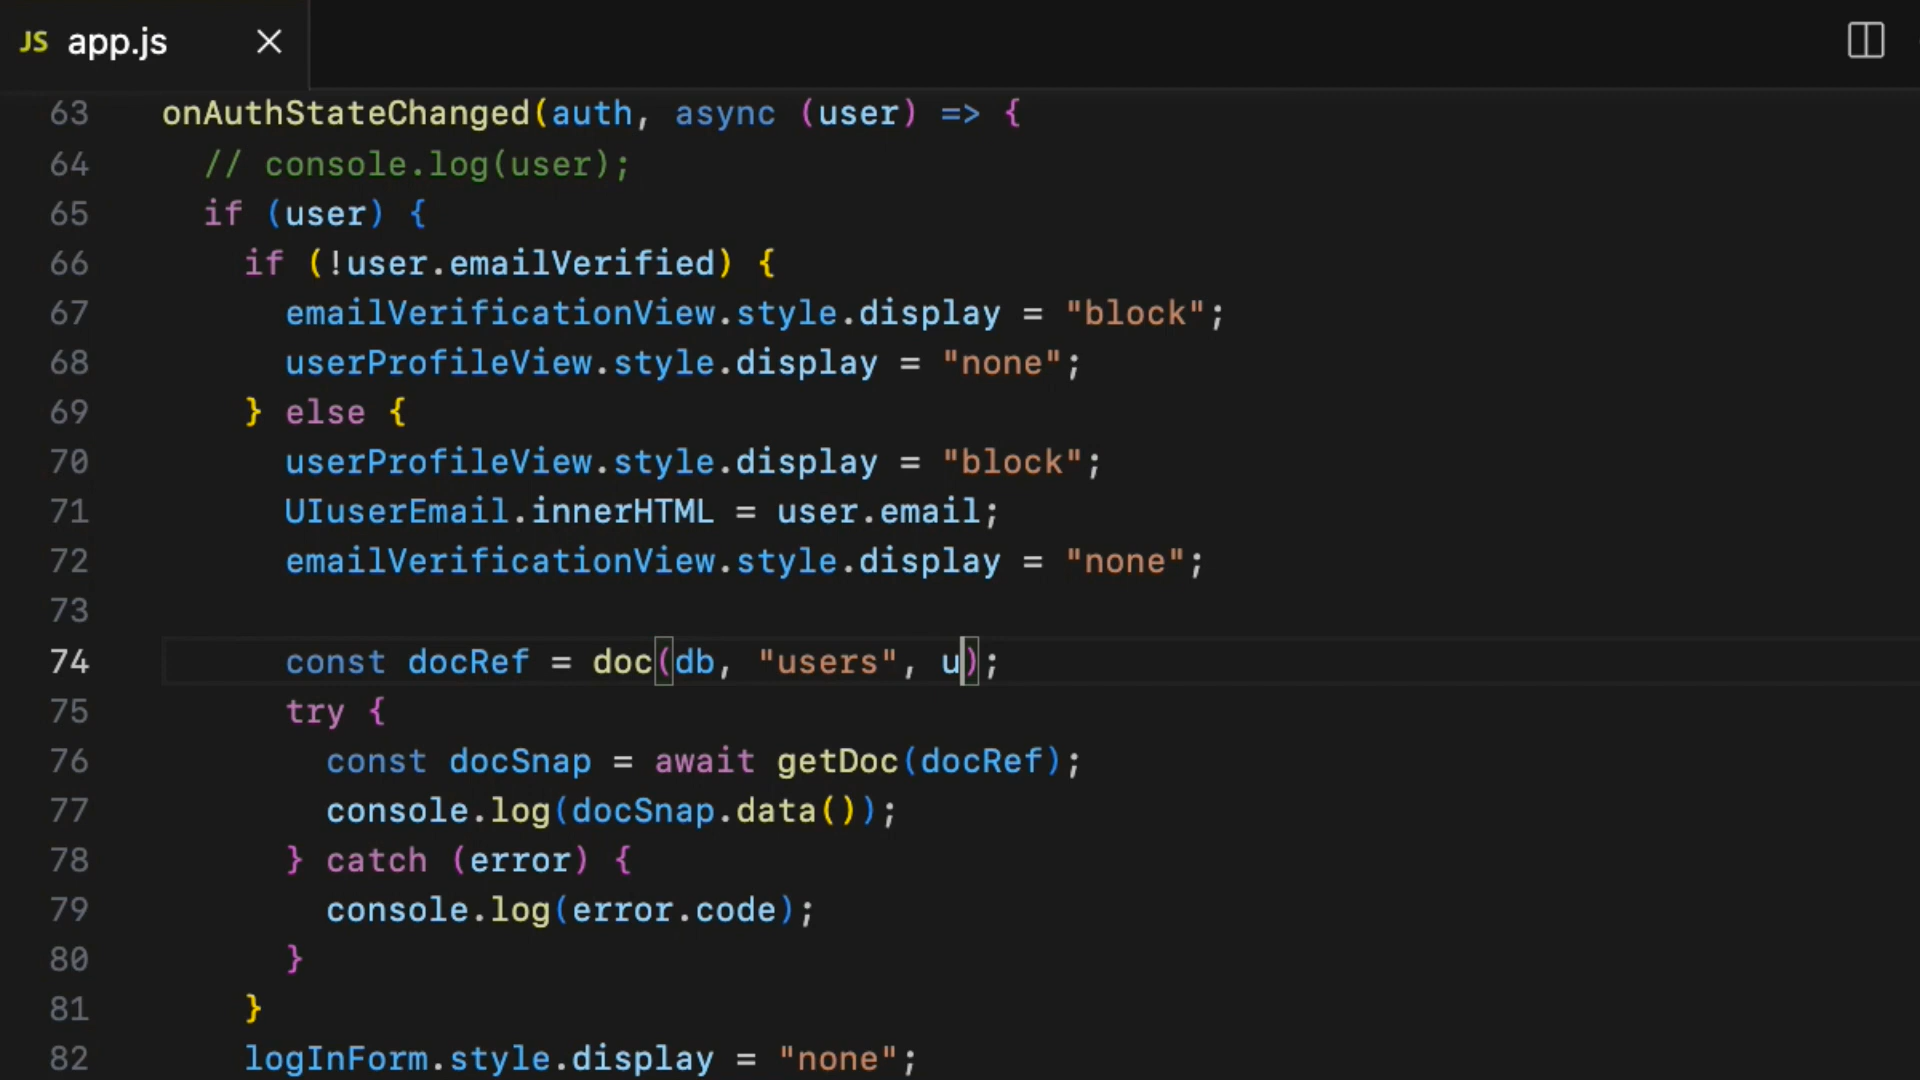 JS app.js
63 onAuthStateChanged(auth, async (user) => {
64 // console.log(user);
65 if (user) {
66 if (!user.emailVerified) {
67 emailVerificationView.style.display = "block";
68 userProfileView.style.display = "none";
69 } else {
70 userProfileView.style.display = "block";
71 UIuserEmail.innerHTML = user.email;
72 emailVerificationView.style.display = "none";
73
74 const docRef = doc(db, "users", u);
75 try {
76 const docSnap = await getDoc(docRef);
77 console.log(docSnap.data());
78 } catch (error) {
79 console.log(error.code);
80 }
81 }
82 logInForm.style.display = "none";